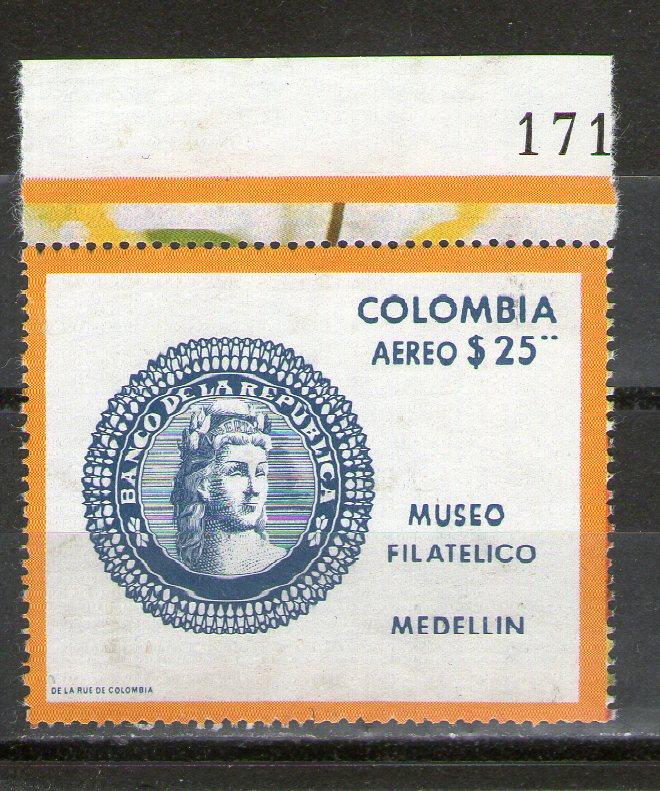 171
COLOMBIA
AEREO $ 25
BANCO DE LA REPUBLICA
MUSEO
FILATELICO
MEDELLIN
DE LA RUE DE COLOMBIA